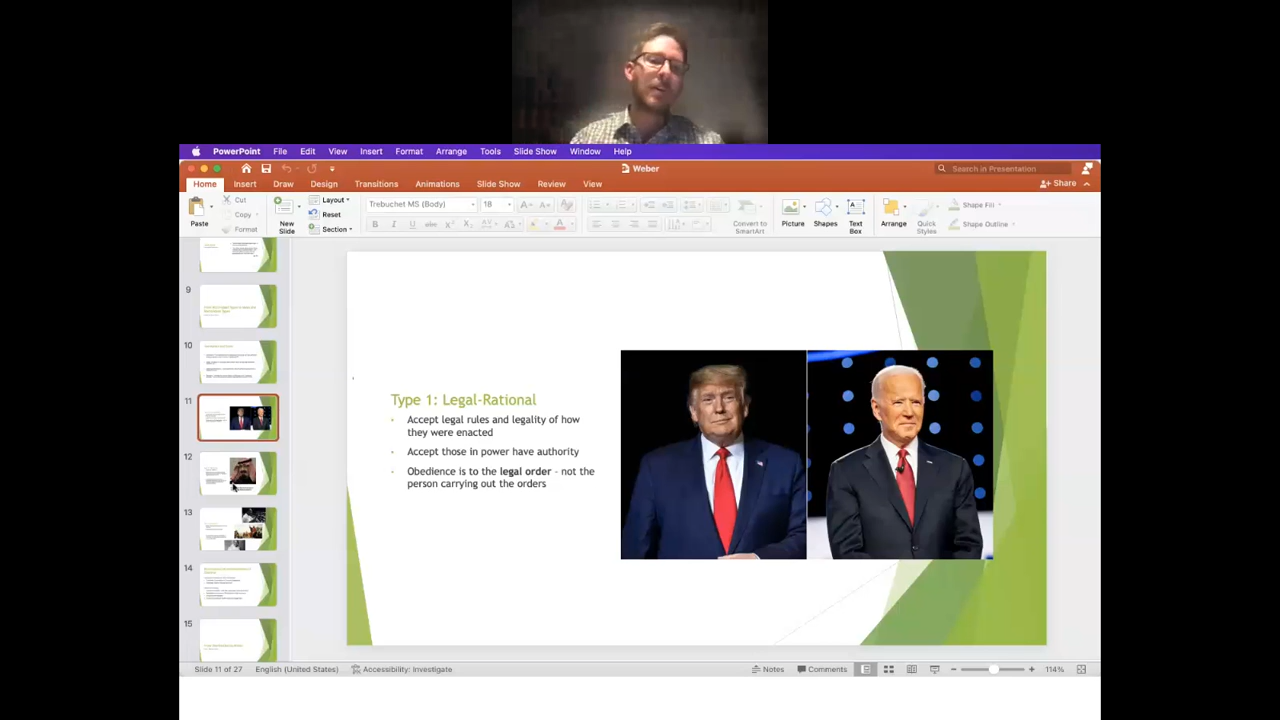 PowerPoint File Edit View Insert Format Arrange Tools Slide Show Window Help
Weber
Search in Presentation
Home Insert Draw Design Transitions Animations Slide Show Review View
Share
Cut
Copy
Format
Paste
New
Slide
Layout
Reset
Section
Trebuchet MS (Body) 18
Convert to
SmartArt
Picture
Shapes
Text
Box
Arrange
Quick
Styles
Shape Fill
Shape Outline
9
10
11
12
13
14
15
Type 1: Legal-Rational
Accept legal rules and legality of how
they were enacted
Accept those in power have authority
Obedience is to the legal order – not the
person carrying out the orders
Slide 11 of 27 English (United States) Accessibility: Investigate
Notes Comments 114%